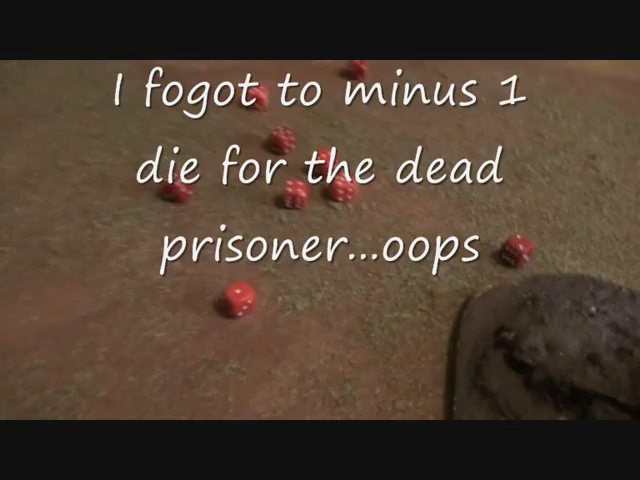 I fogot to minus 1
die for the dead
prisoner...oops